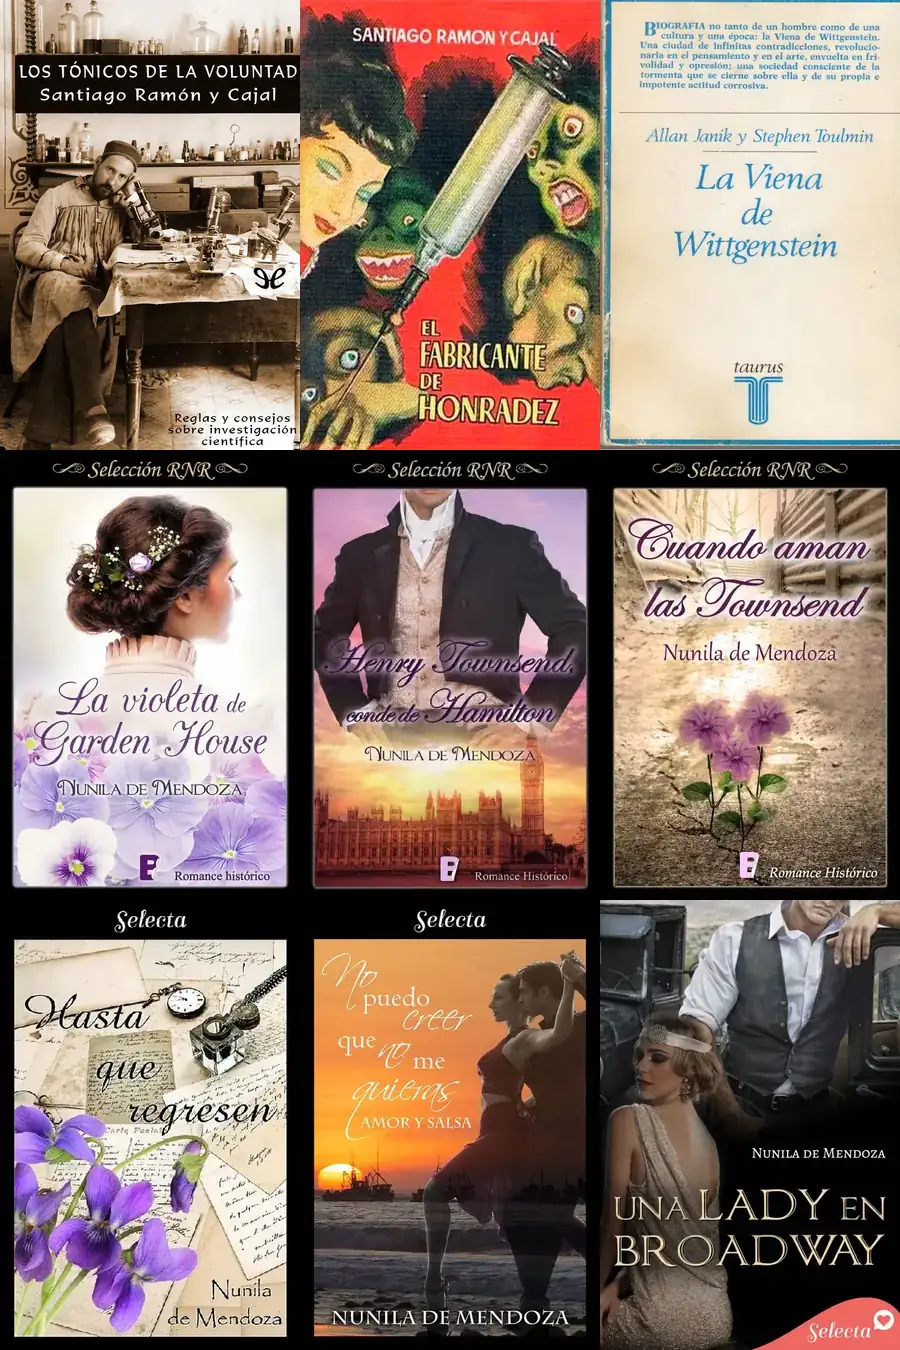 LOS TÓNICOS DE LA VOLUNTAD
Santiago Ramón y Cajal
Reglas y consejos
sobre investigación
científica
SANTIAGO RAMON Y CAJAL
EL
FABRICANTE
DE
HONRADEZ
BIOGRAFIA no tanto de un hombre como de una
cultura y una época: la Viena de Wittgenstein.
Una ciudad de infinitas contradicciones, revolucio-
naria en el pensamiento y en el arte, envuelta en fri-
volidad y opresión; una sociedad consciente de la
tormenta que se cierne sobre ella y de su propia e
impotente actitud corrosiva.
Allan Janik y Stephen Toulmin
La Viena
de
Wittgenstein
taurus
Selección RNR
La violeta de
Garden House
NUNILA DE MENDOZA
B
Romance histórico
Selección RNR
Henry Townsend,
conde de Hamilton
NUNILA DE MENDOZA
B
Romance Histórico
Selección RNR
Cuando aman
las Townsend
Nunila de Mendoza
B
Romance Histórico
Selecta
Hasta
que
regresen
Carte Postale
Nunila
de Mendoza
Selecta
No
puedo
creer
que no me
quieras
AMOR Y SALSA
NUNILA DE MENDOZA
NUNILA DE MENDOZA
UNA LADY EN
BROADWAY
Selecta